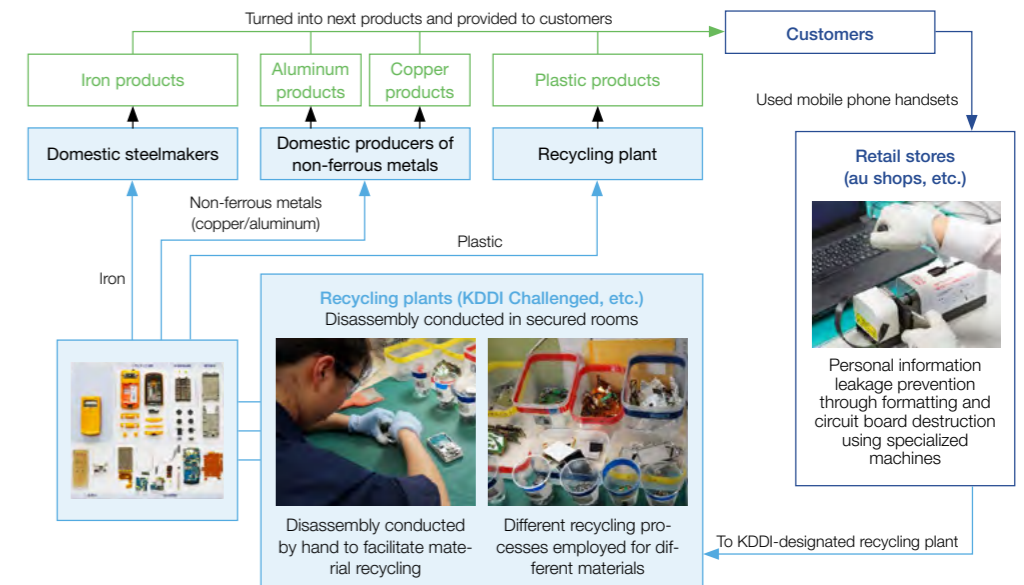 Turned into next products and provided to customers
Customers
Iron products
Aluminum
products
Copper
products
Plastic products
Used mobile phone handsets
Domestic steelmakers
Domestic producers of
non-ferrous metals
Recycling plant
Retail stores
(au shops, etc.)
Non-ferrous metals
(copper/aluminum)
Plastic
Iron
Recycling plants (KDDI Challenged, etc.)
Disassembly conducted in secured rooms
Personal information
leakage prevention
through formatting and
circuit board destruction
using specialized
machines
Disassembly conducted
by hand to facilitate mate-
rial recycling
Different recycling pro-
cesses employed for dif-
ferent materials
To KDDI-designated recycling plant